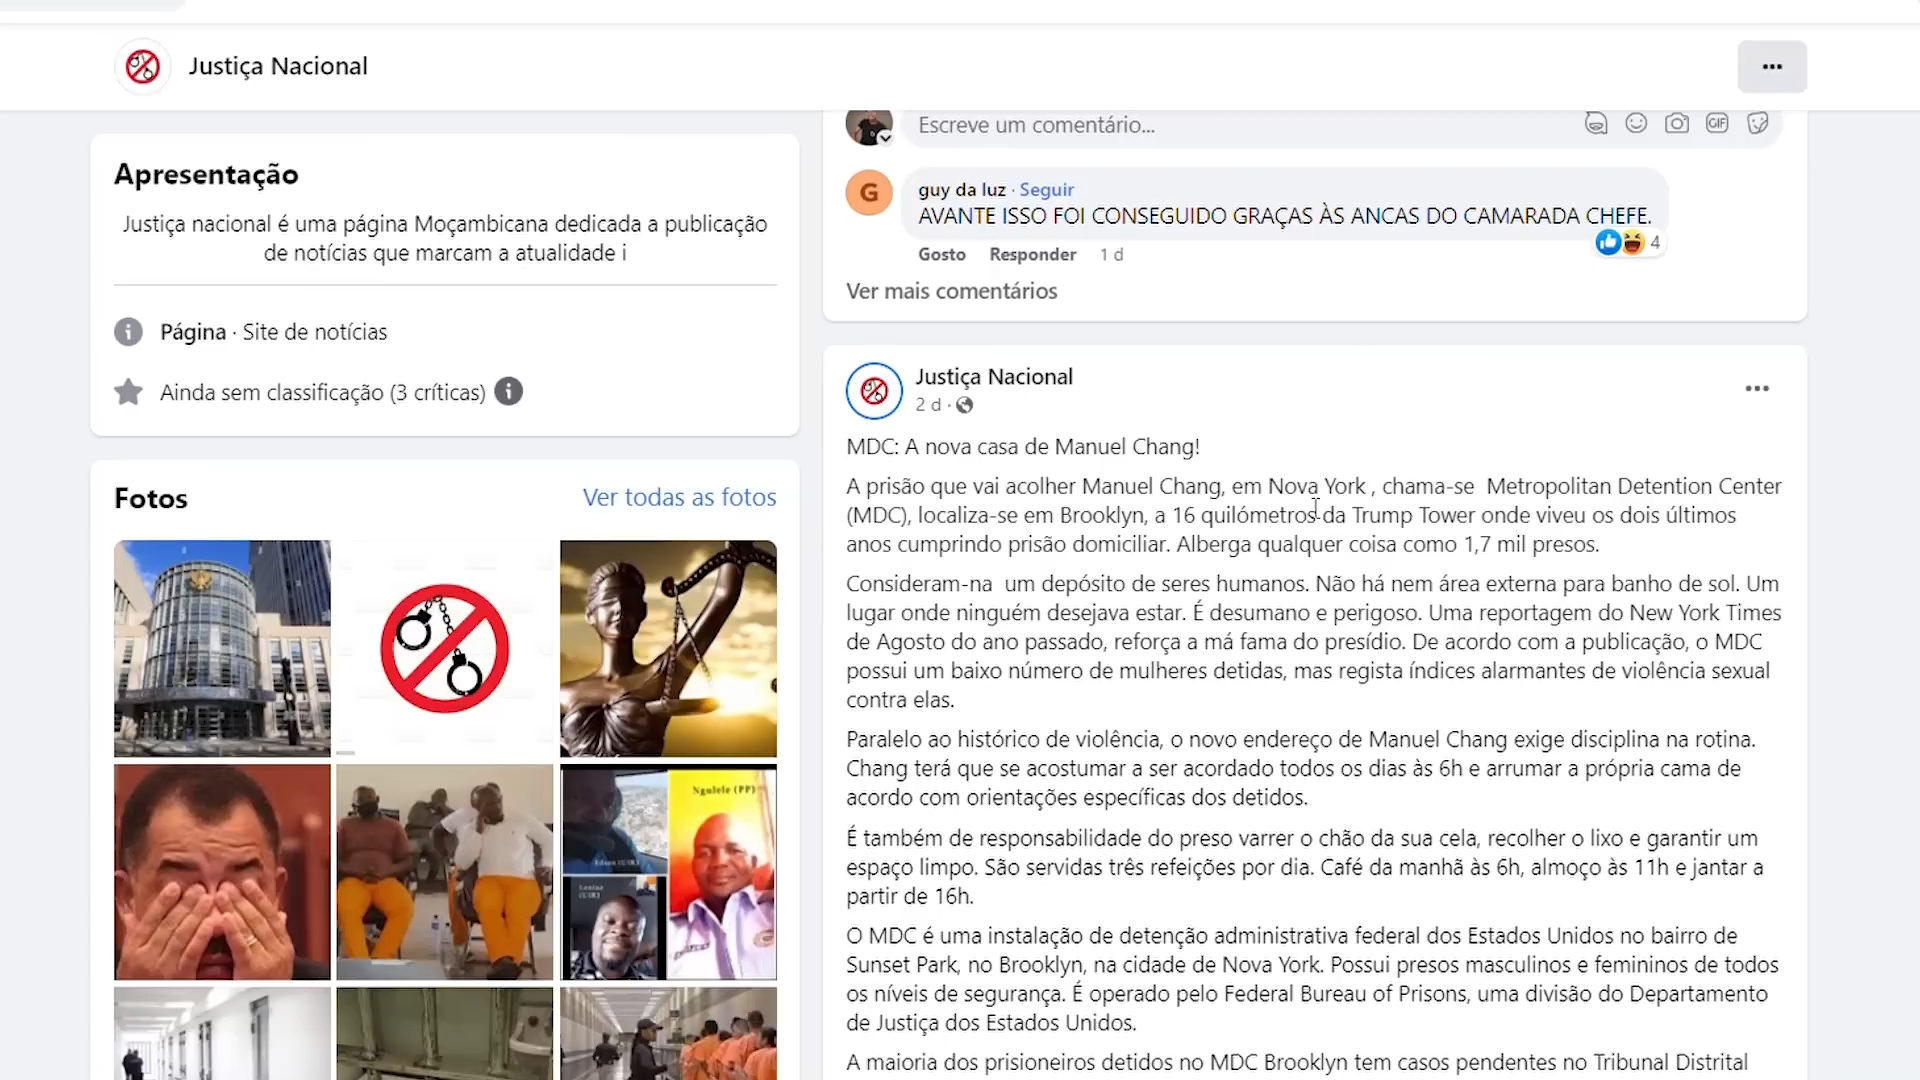 Justiça Nacional
Apresentação
Justiça nacional é uma página Moçambicana dedicada a publicação
de notícias que marcam a atualidade i
Página · Site de notícias
Ainda sem classificação (3 críticas)
Fotos
Ver todas as fotos
Ngulele (PP)
Escreve um comentário...
GIF
G
guy da luz · Seguir
AVANTE ISSO FOI CONSEGUIDO GRAÇAS ÀS ANCAS DO CAMARADA CHEFE.
4
Gosto Responder 1 d
Ver mais comentários
Justiça Nacional
2 d ·
MDC: A nova casa de Manuel Chang!
A prisão que vai acolher Manuel Chang, em Nova York , chama-se Metropolitan Detention Center
(MDC), localiza-se em Brooklyn, a 16 quilómetros da Trump Tower onde viveu os dois últimos
anos cumprindo prisão domiciliar. Alberga qualquer coisa como 1,7 mil presos.
Consideram-na um depósito de seres humanos. Não há nem área externa para banho de sol. Um
lugar onde ninguém desejava estar. É desumano e perigoso. Uma reportagem do New York Times
de Agosto do ano passado, reforça a má fama do presídio. De acordo com a publicação, o MDC
possui um baixo número de mulheres detidas, mas regista índices alarmantes de violência sexual
contra elas.
Paralelo ao histórico de violência, o novo endereço de Manuel Chang exige disciplina na rotina.
Chang terá que se acostumar a ser acordado todos os dias às 6h e arrumar a própria cama de
acordo com orientações específicas dos detidos.
É também de responsabilidade do preso varrer o chão da sua cela, recolher o lixo e garantir um
espaço limpo. São servidas três refeições por dia. Café da manhã às 6h, almoço às 11h e jantar a
partir de 16h.
O MDC é uma instalação de detenção administrativa federal dos Estados Unidos no bairro de
Sunset Park, no Brooklyn, na cidade de Nova York. Possui presos masculinos e femininos de todos
os níveis de segurança. É operado pelo Federal Bureau of Prisons, uma divisão do Departamento
de Justiça dos Estados Unidos.
A maioria dos prisioneiros detidos no MDC Brooklyn tem casos pendentes no Tribunal Distrital